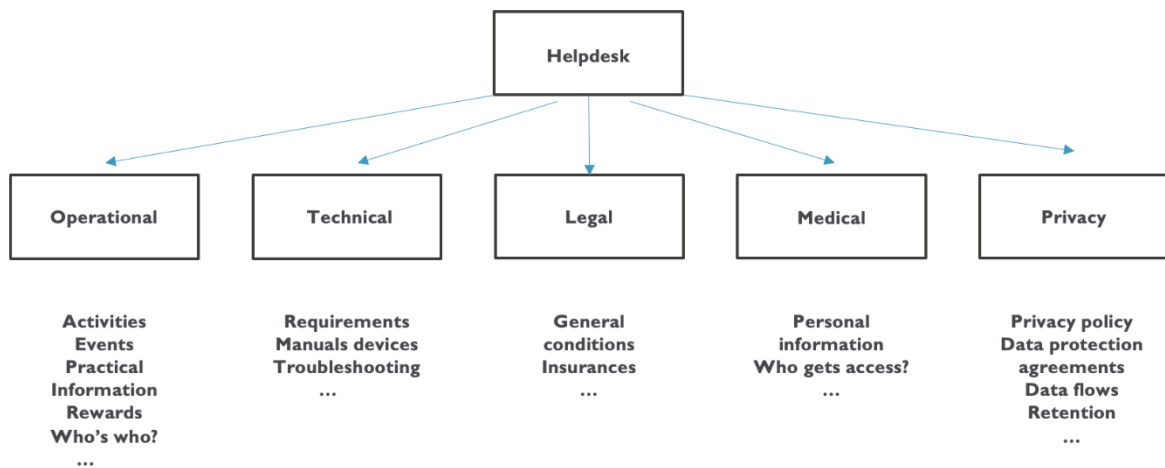 Helpdesk
Operational
Technical
Legal
Medical
Privacy
Activities
Events
Practical
Information
Rewards
Who's who?
...
Requirements
Manuals devices
Troubleshooting
...
General
conditions
Insurances
...
Personal
information
Who gets access?
...
Privacy policy
Data protection
agreements
Data flows
Retention
...